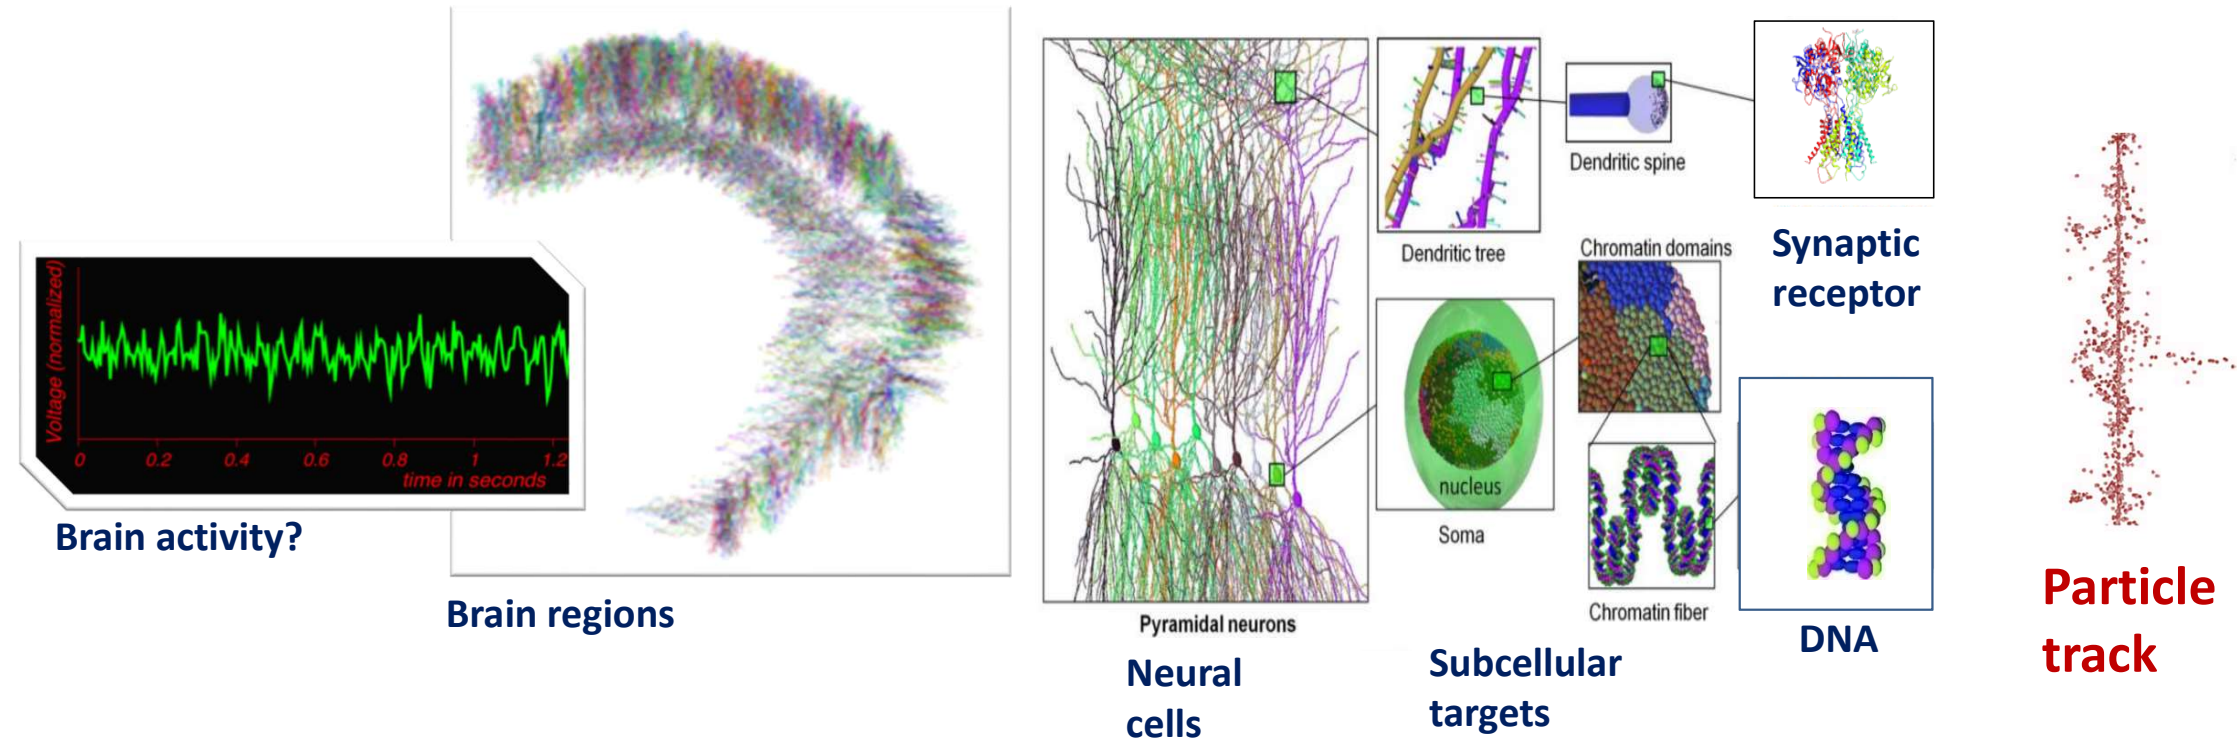 Voltage (normalized)
0 0.2 0.4 0.6 0.8 1 1.2
time in seconds
Brain activity?
Brain regions
Pyramidal neurons
Neural
cells
Dendritic tree
Dendritic spine
Synaptic
receptor
nucleus
Soma
Chromatin domains
Chromatin fiber
Subcellular
targets
DNA
Particle
track